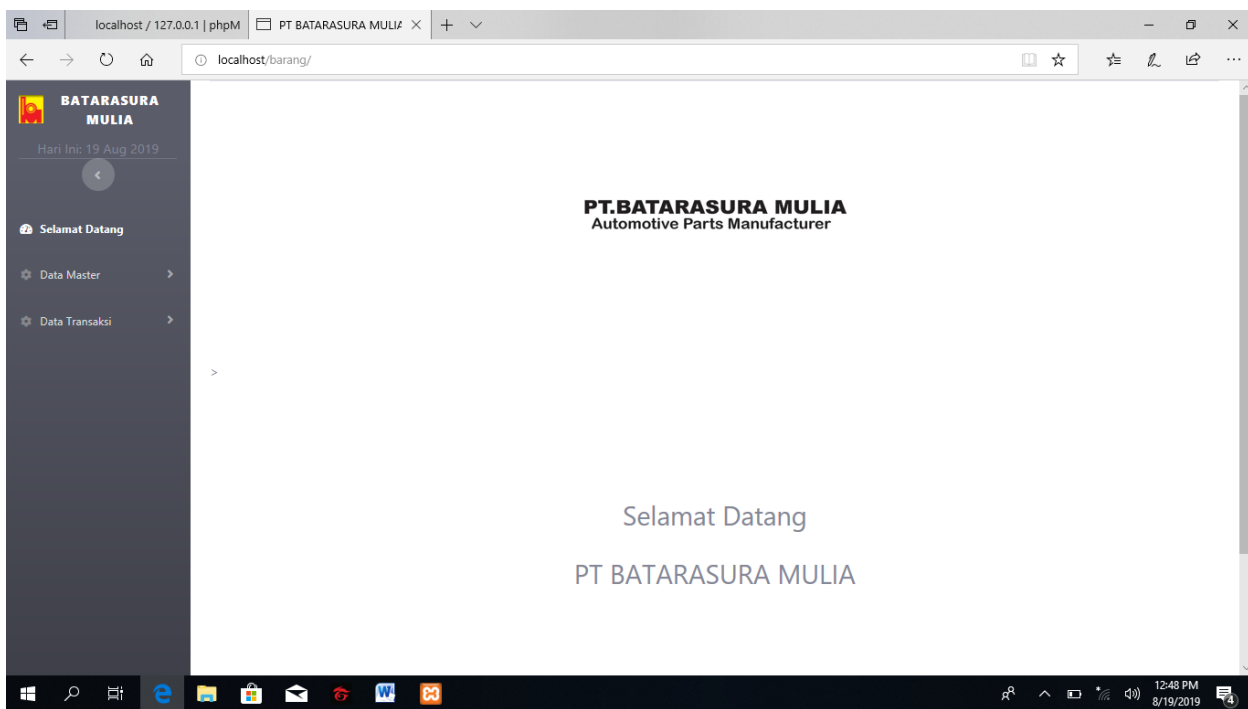 localhost / 127.0.0.1 | phpM
PT BATARASURA MULIA
localhost/barang/
BATARASURA
MULIA
Hari Ini: 19 Aug 2019
Selamat Datang
Data Master
Data Transaksi
PT.BATARASURA MULIA
Automotive Parts Manufacturer
>
Selamat Datang
PT BATARASURA MULIA
12:48 PM
8/19/2019
4